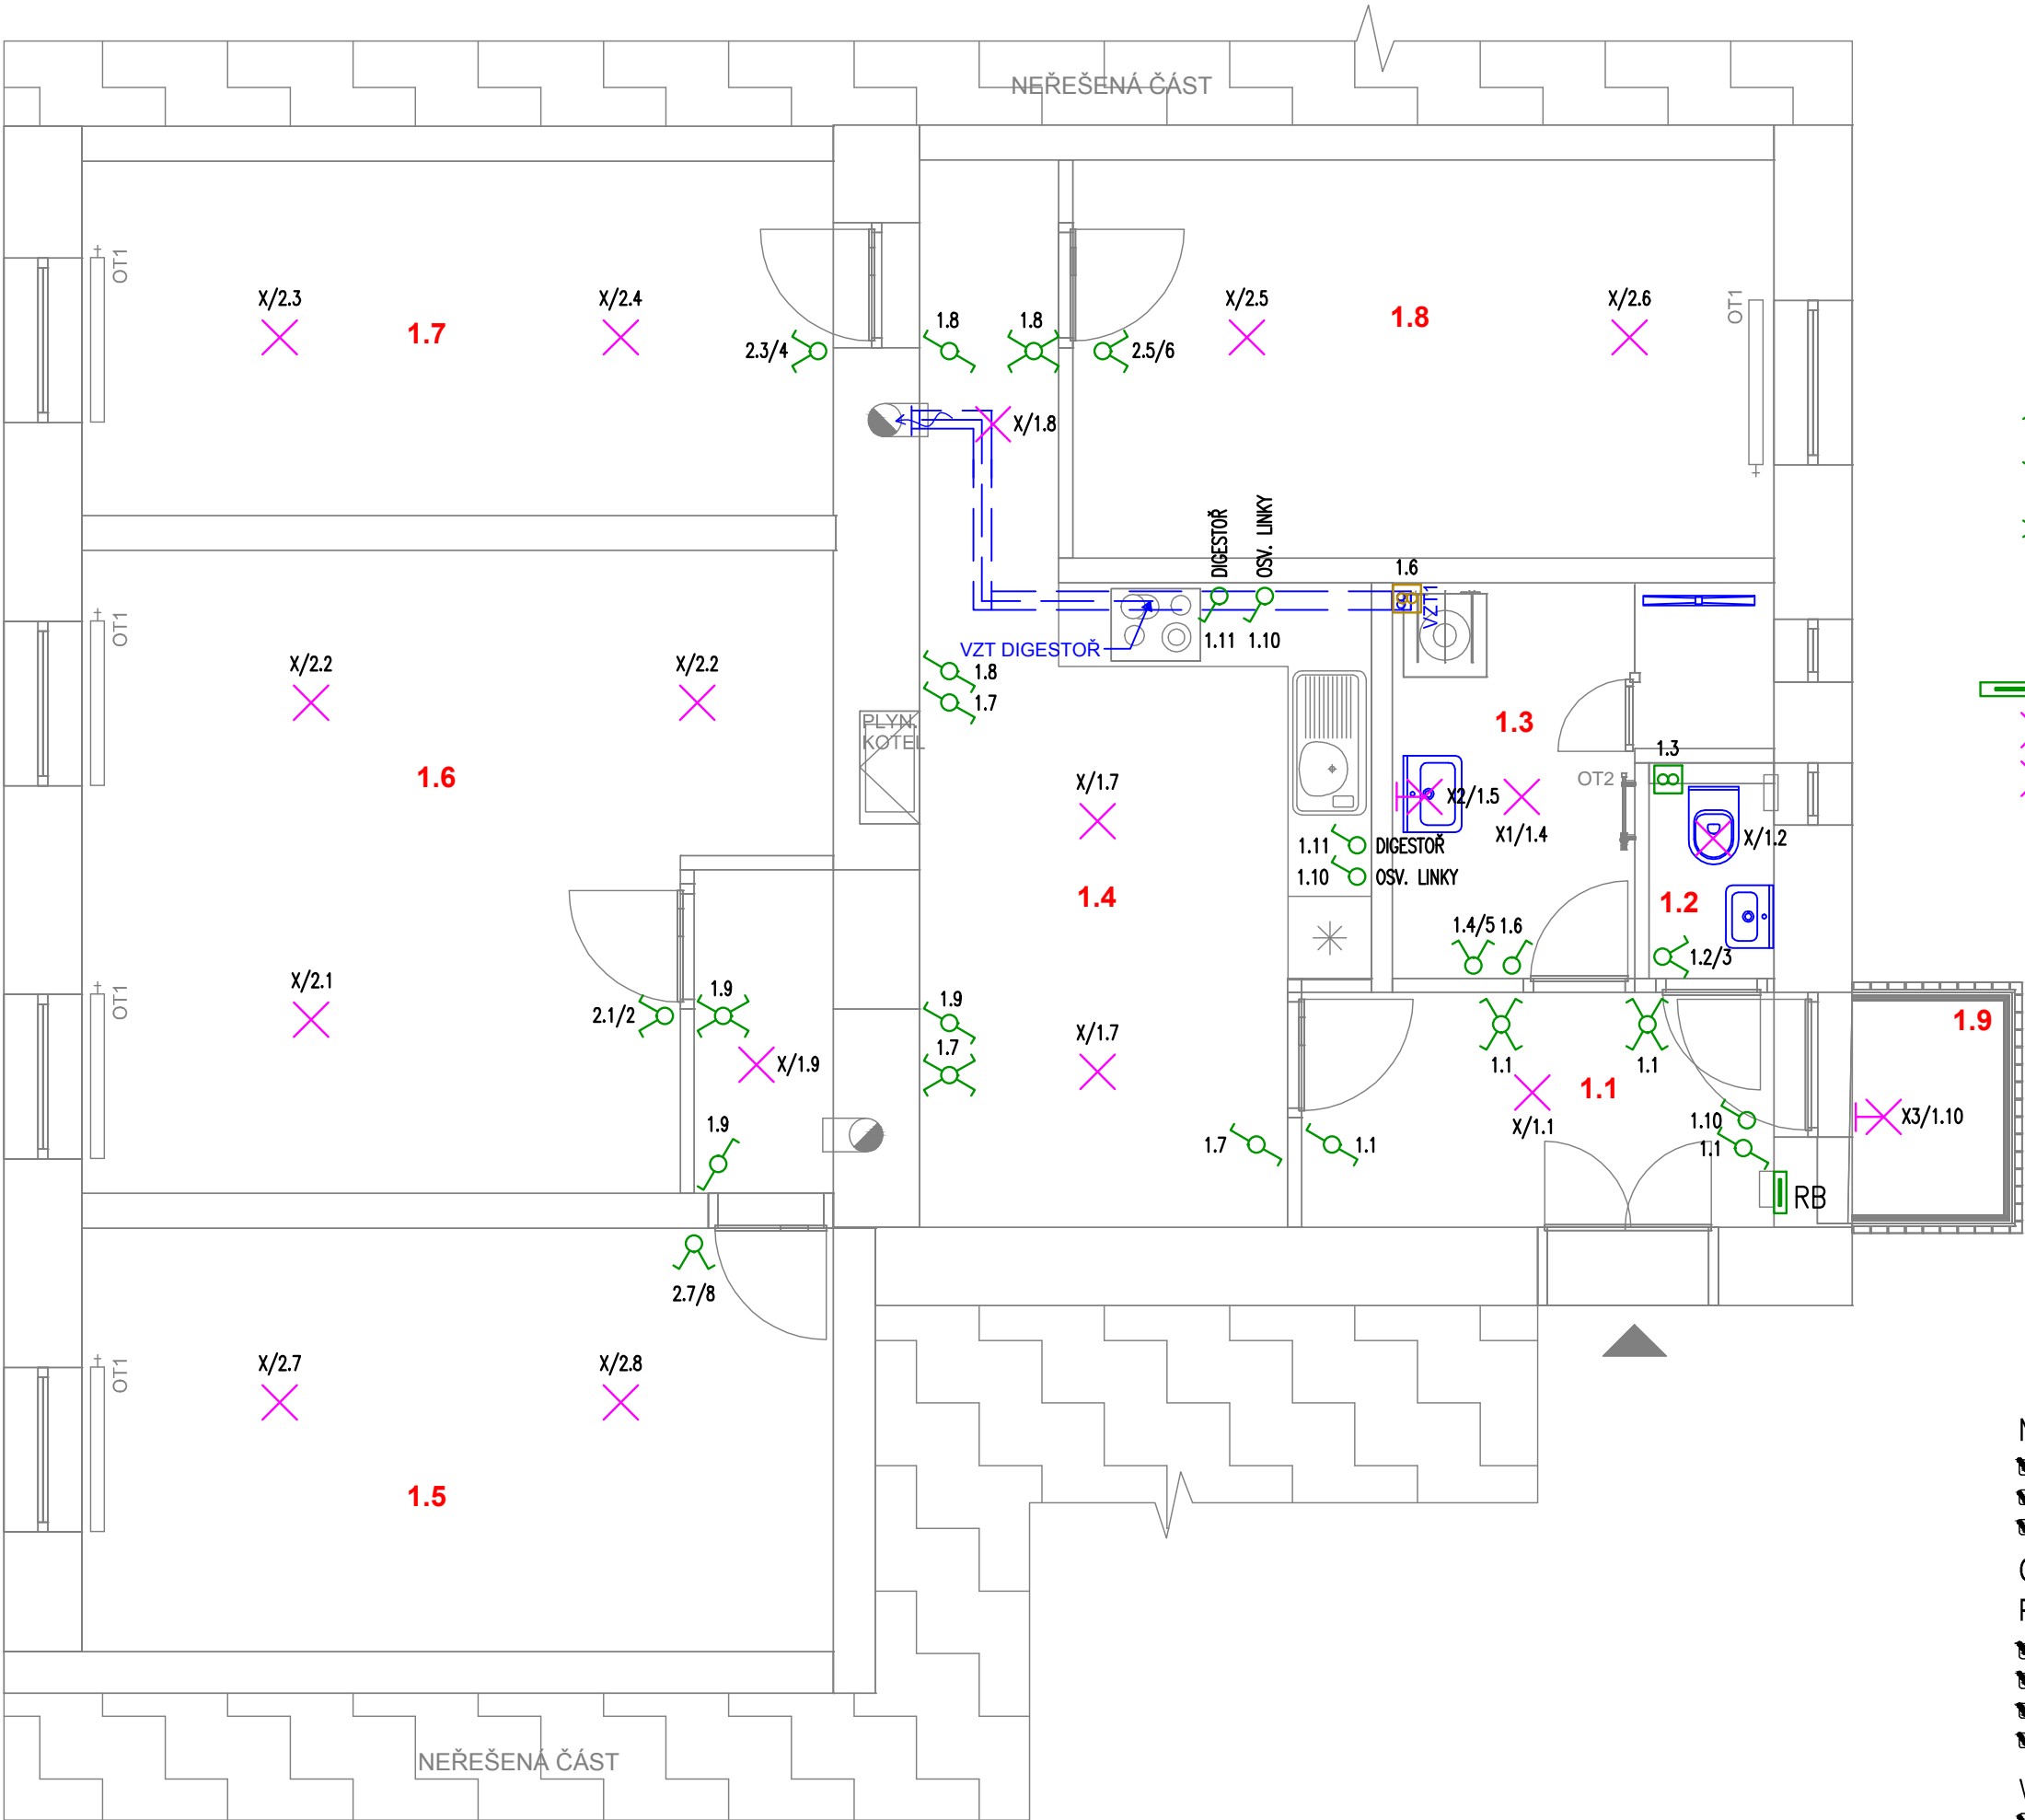 NEŘEŠENÁ ČÁST
OT1
X/2.3
X/2.4
1.7
2.3/4
1.8
1.8
2.5/6
X/2.5
1.8
X/2.6
OT1
X/1.8
DIGESTOŘ
OSV. LINKY
1.11
1.10
1.6
VZT1
VZT DIGESTOŘ
OT1
X/2.2
X/2.2
1.8
1.7
PLYN.
KOTEL
1.6
1.3
1.3
OT2
X/1.7
X2/1.5
X1/1.4
X/1.2
1.11
DIGESTOŘ
1.10
OSV. LINKY
1.4
1.2
1.4/5
1.6
1.2/3
OT1
X/2.1
2.1/2
1.9
1.9
1.7
X/1.7
X/1.9
1.9
1.1
1.1
1.1
X/1.1
1.9
1.7
1.1
1.10
1.1
X3/1.10
RB
2.7/8
OT1
X/2.7
X/2.8
1.5
NEŘEŠENÁ ČÁST